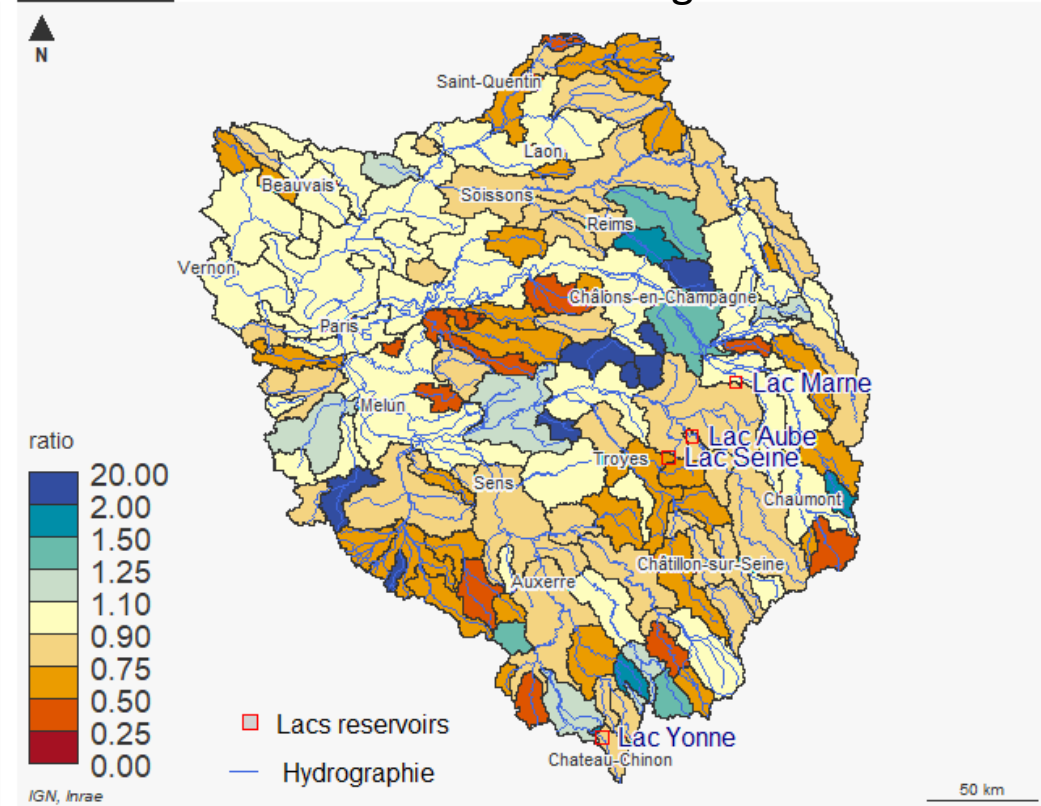 N
Saint-Quentin
Laon
Beauvais
Soissons
Reims
Vernon
Châlons-en-Champagne
Paris
Lac Marne
Melun
Lac Aube
Troyes
Lac Seine
Sens
Chaumont
Châtillon-sur-Seine
Auxerre
Lac Yonne
Chateau-Chinon
ratio
20.00
2.00
1.50
1.25
1.10
0.90
0.75
0.50
0.25
0.00
Lacs reservoirs
Hydrographie
IGN, Inrae
50 km